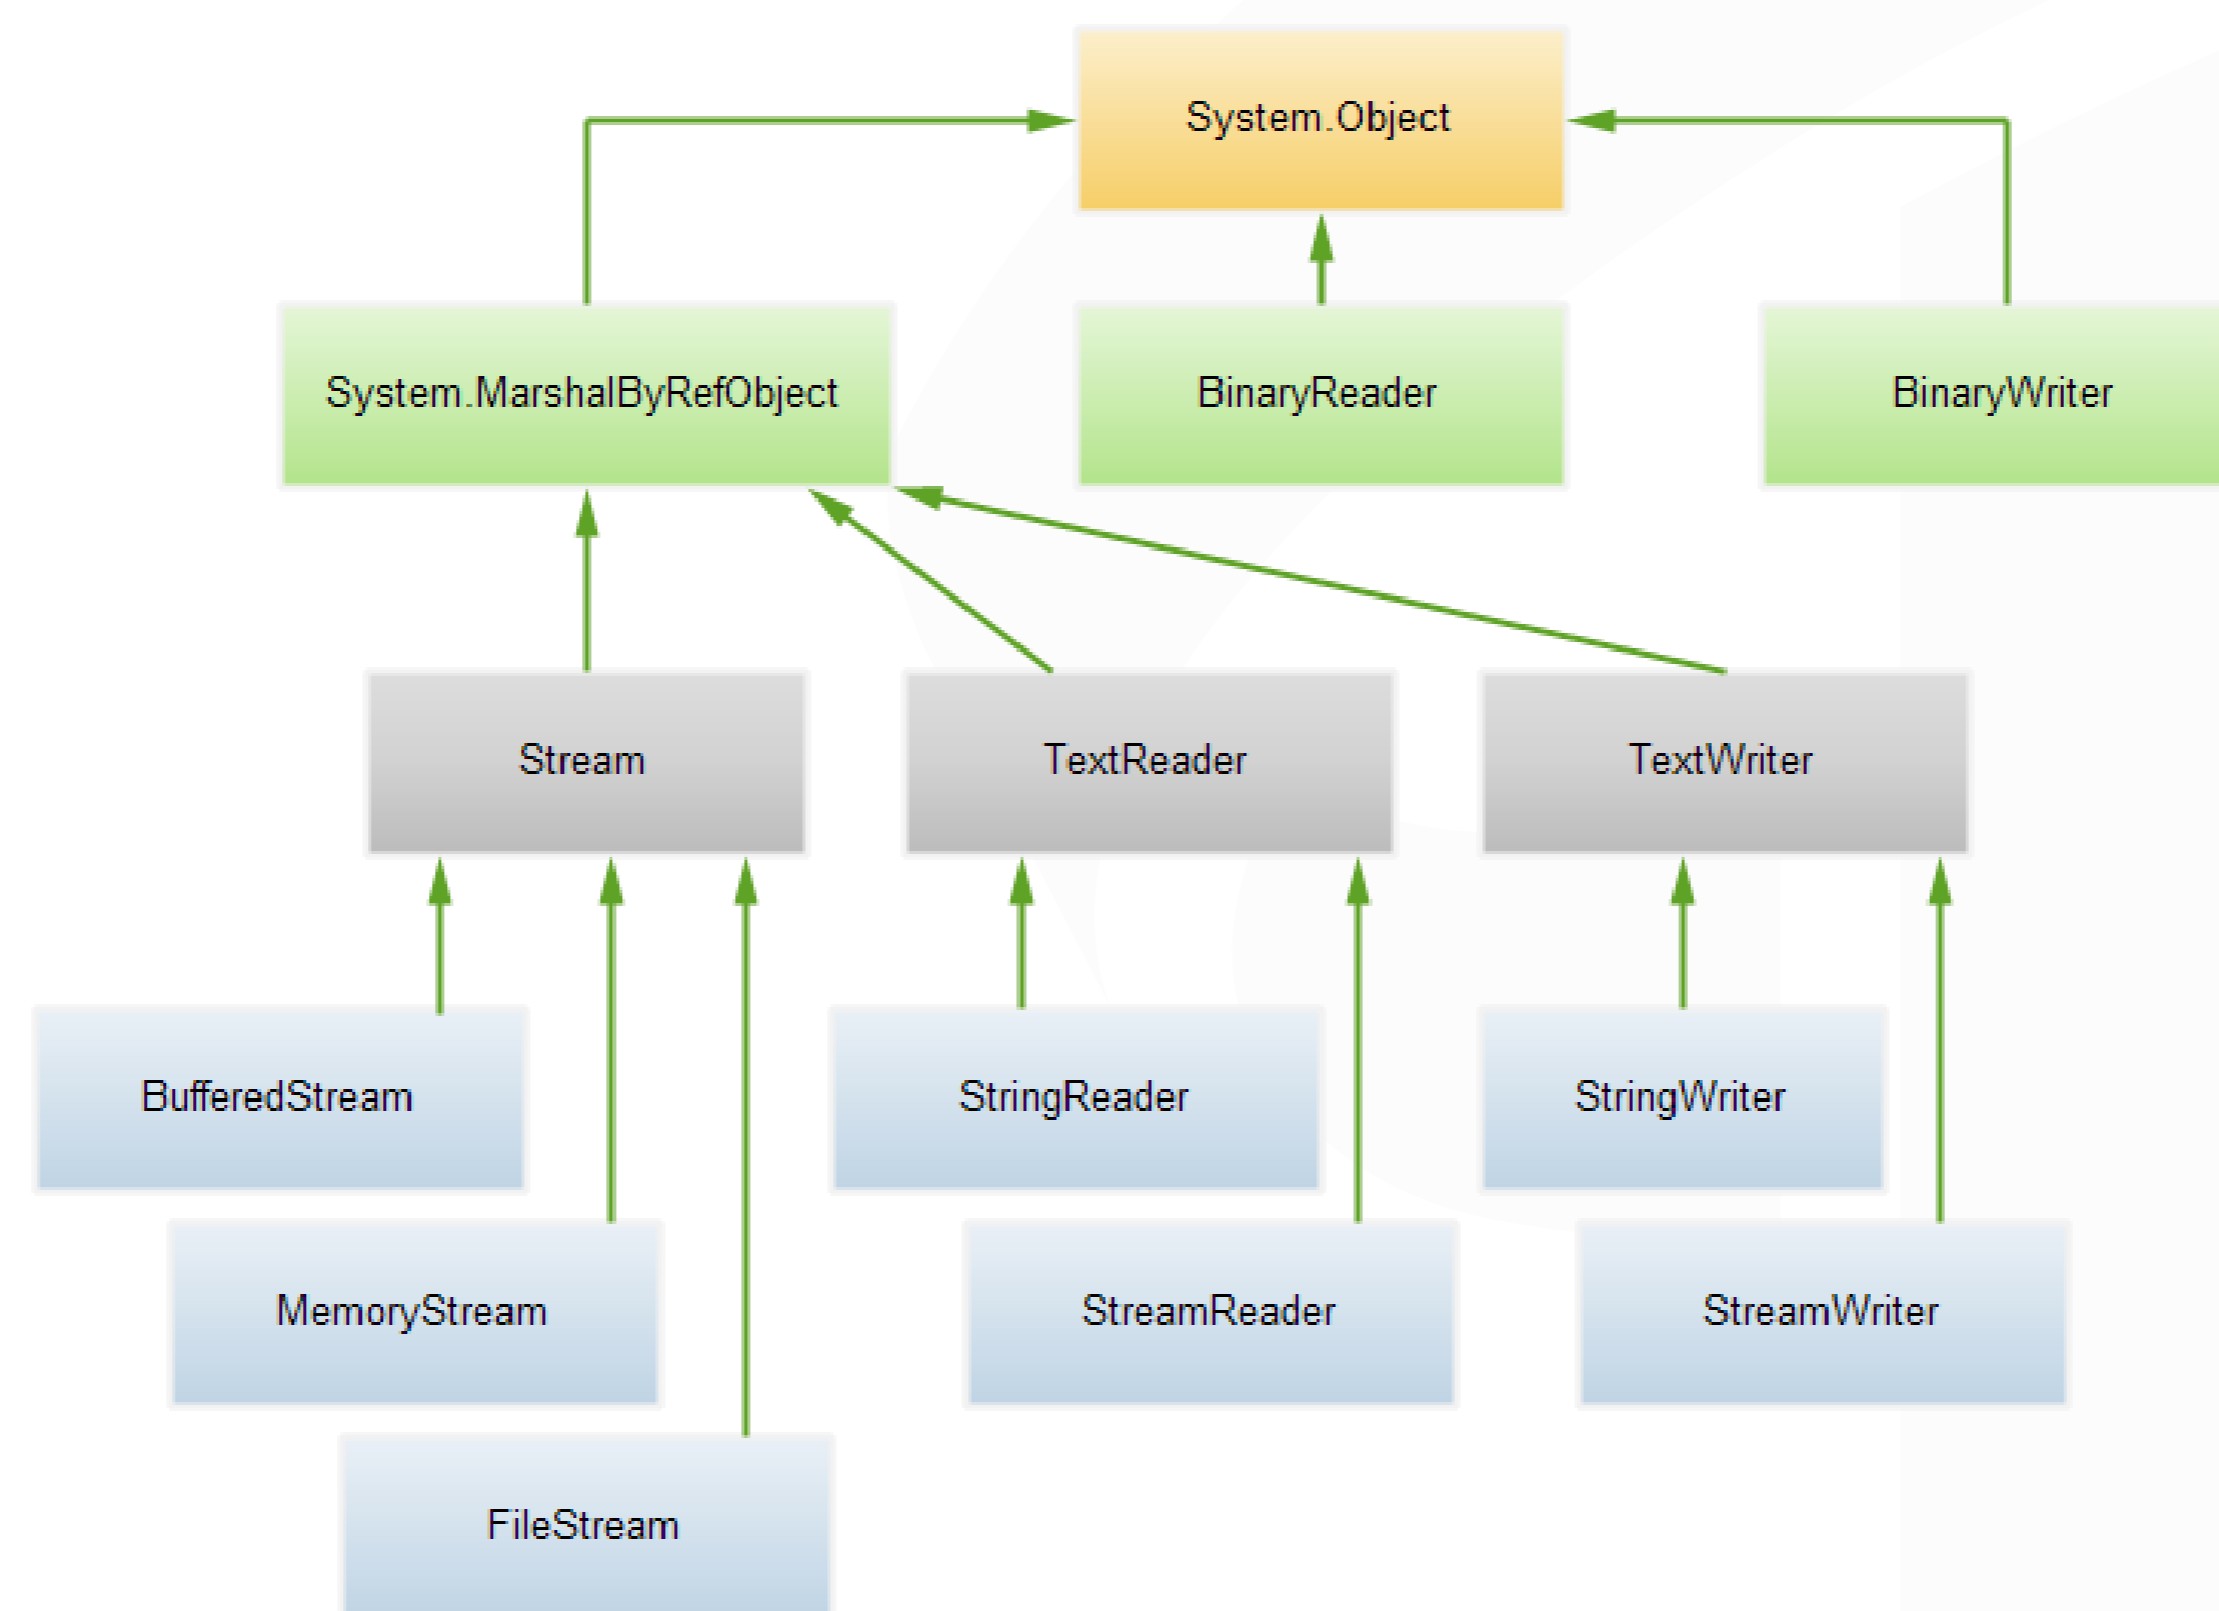 System.Object
System.MarshalByRefObject
BinaryReader
BinaryWriter
Stream
TextReader
TextWriter
BufferedStream
StringReader
StringWriter
MemoryStream
StreamReader
StreamWriter
FileStream